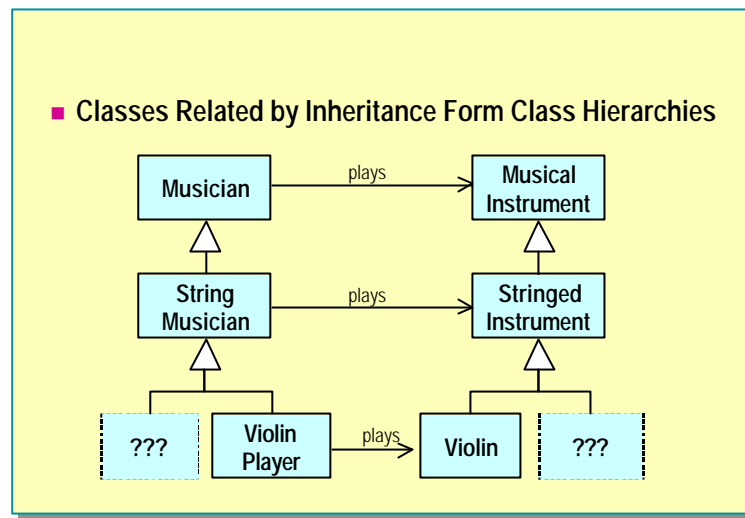 Classes Related by Inheritance Form Class Hierarchies
Musician
plays
Musical
Instrument
String
Musician
plays
Stringed
Instrument
???
Violin
Player
plays
Violin
???